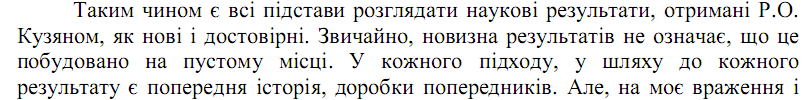 Таким чином є всі підстави розглядати наукові результати, отримані Р.О.
Кузяном, як нові і достовірні. Звичайно, новизна результатів не означає, що це
побудовано на пустому місці. У кожного підходу, у шляху до кожного
результату є попередня історія, доробки попередників. Але, на моє враження і